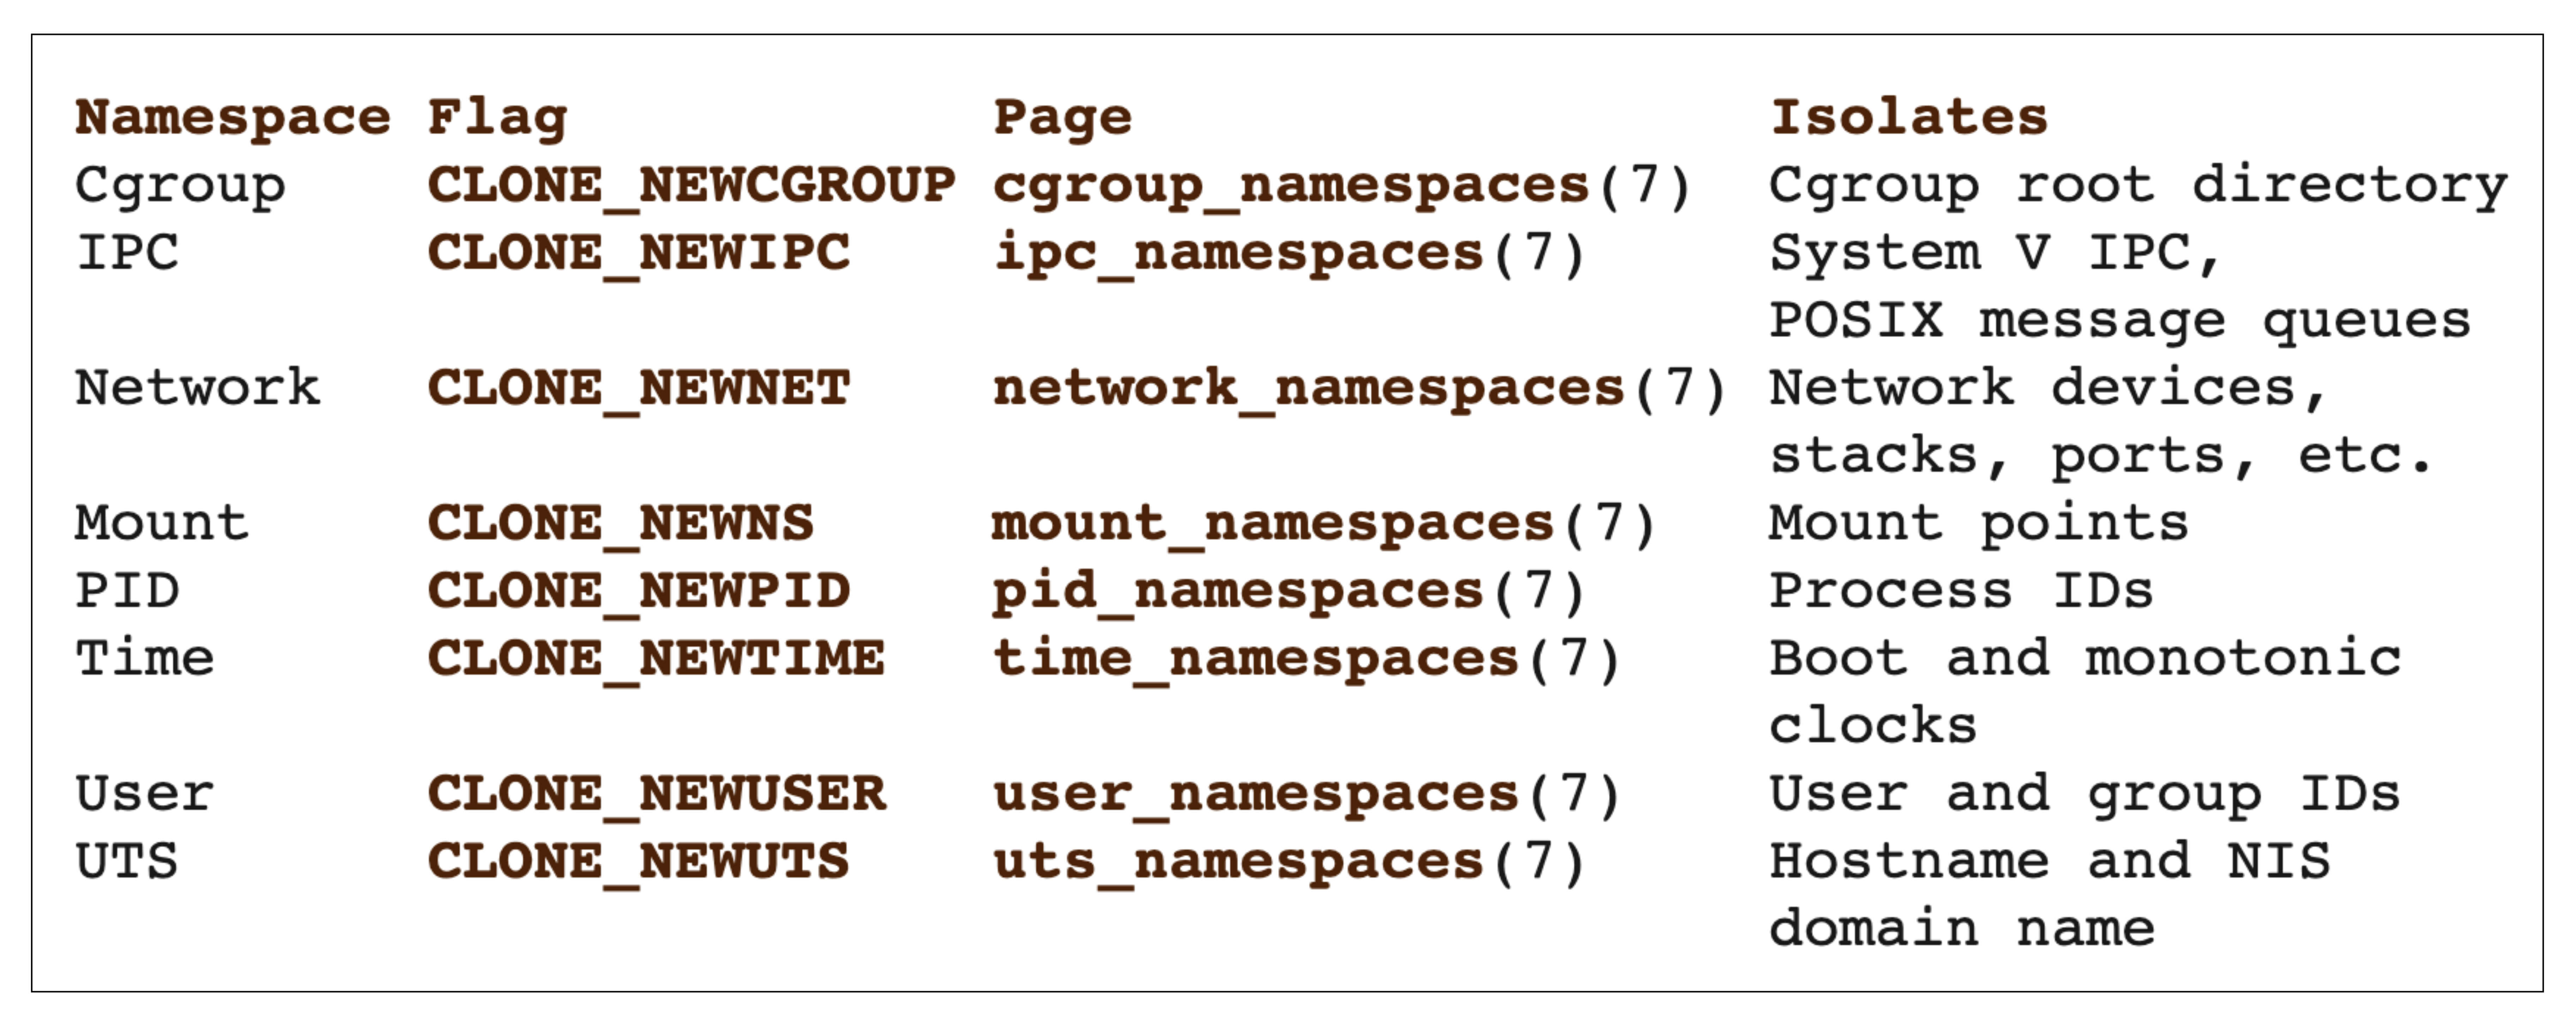 Namespace Flag Page Isolates
Cgroup CLONE_NEWCGROUP cgroup_namespaces(7) Cgroup root directory
IPC CLONE_NEWIPC ipc_namespaces(7) System V IPC,
POSIX message queues
Network CLONE_NEWNET network_namespaces(7) Network devices,
stacks, ports, etc.
Mount CLONE_NEWNS mount_namespaces(7) Mount points
PID CLONE_NEWPID pid_namespaces(7) Process IDs
Time CLONE_NEWTIME time_namespaces(7) Boot and monotonic
clocks
User CLONE_NEWUSER user_namespaces(7) User and group IDs
UTS CLONE_NEWUTS uts_namespaces(7) Hostname and NIS
domain name